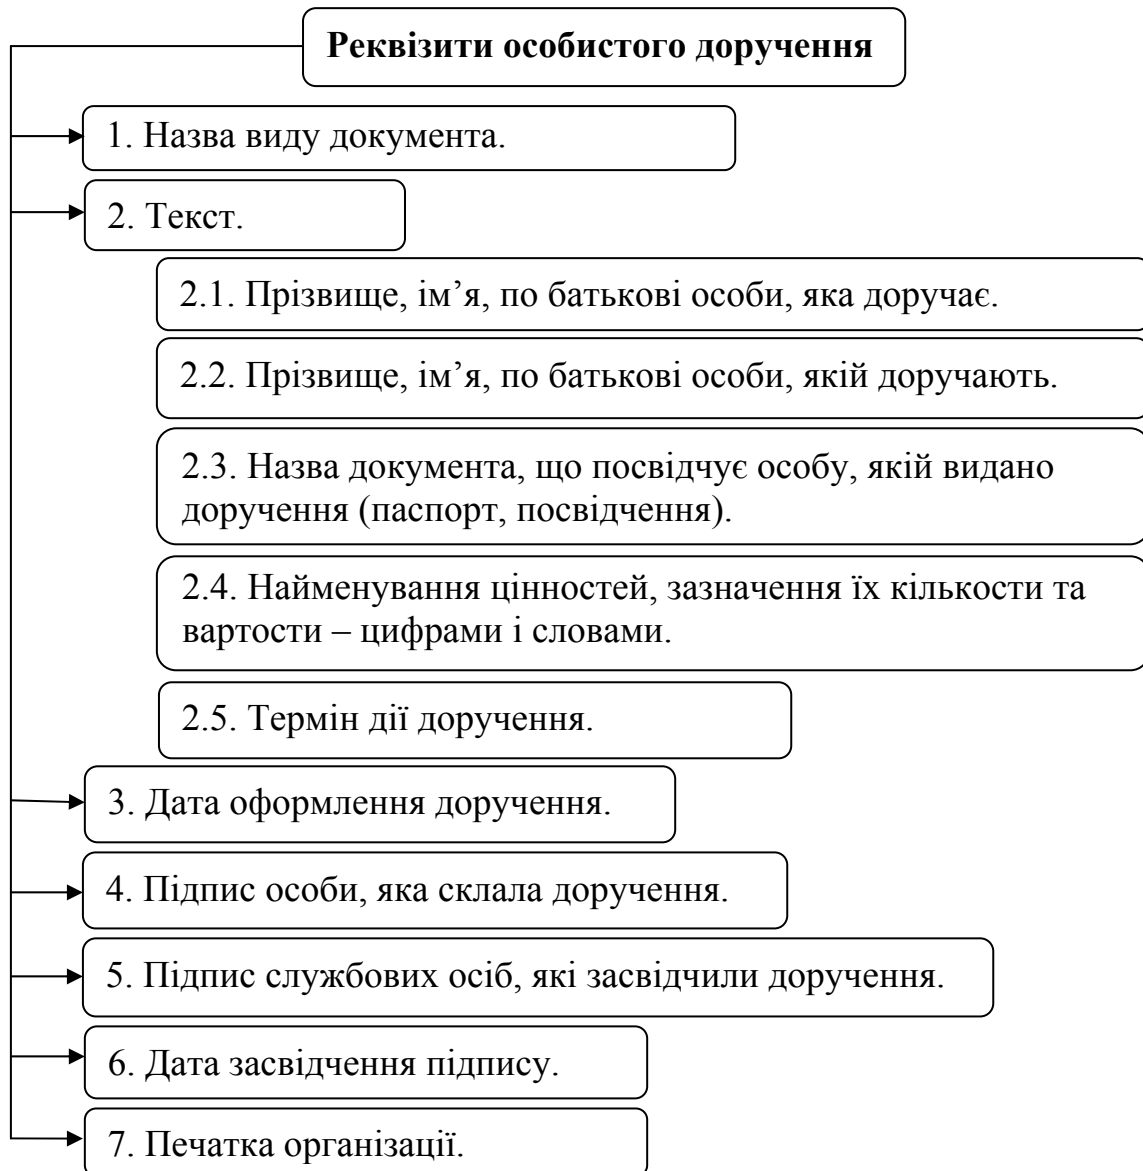 Реквізити особистого доручення
1. Назва виду документа.
2. Текст.
2.1. Прізвище, ім’я, по батькові особи, яка доручає.
2.2. Прізвище, ім’я, по батькові особи, якій доручають.
2.3. Назва документа, що посвідчує особу, якій видано
доручення (паспорт, посвідчення).
2.4. Найменування цінностей, зазначення їх кількости та
вартости – цифрами і словами.
2.5. Термін дії доручення.
3. Дата оформлення доручення.
4. Підпис особи, яка склала доручення.
5. Підпис службових осіб, які засвідчили доручення.
6. Дата засвідчення підпису.
7. Печатка організації.